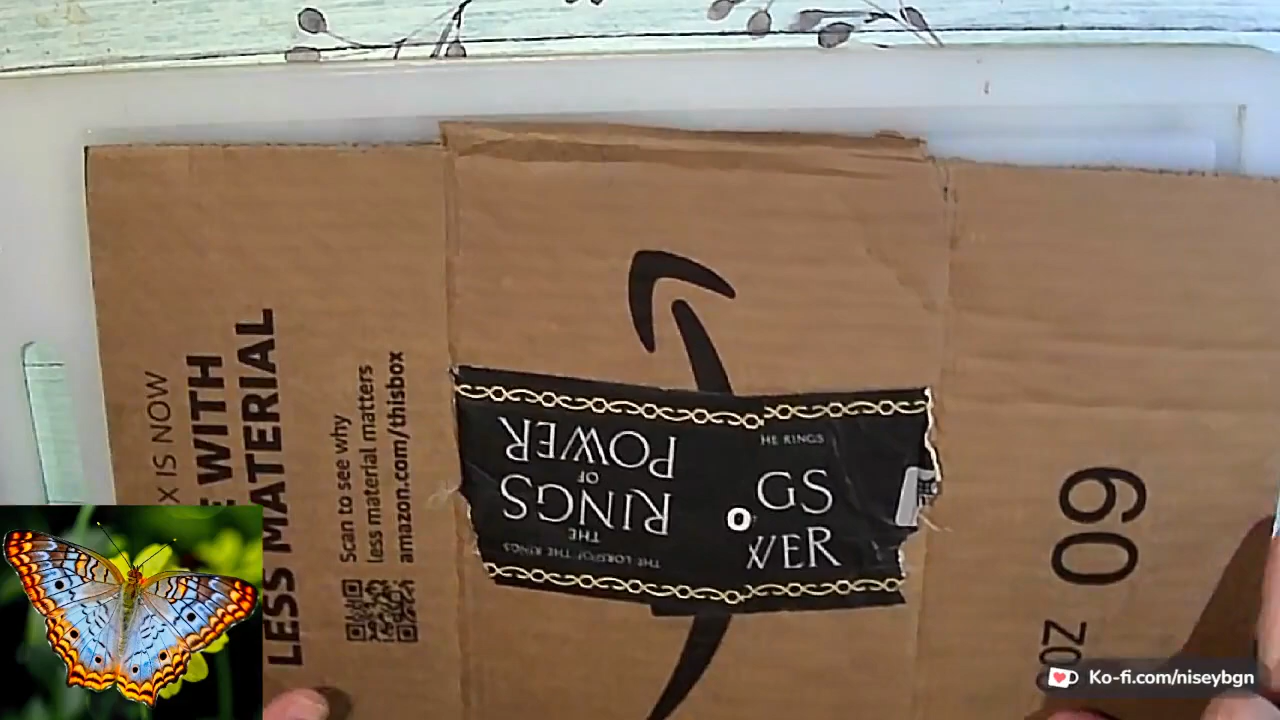 X IS NOW
WITH
LESS MATERIAL
Scan to see why
less material matters
amazon.com/thisbox
THE LORD OF THE RINGS
THE
RINGS
OF
POWER
HE RINGS
GS
WER
60
ZO
Ko-fi.com/niseybgn